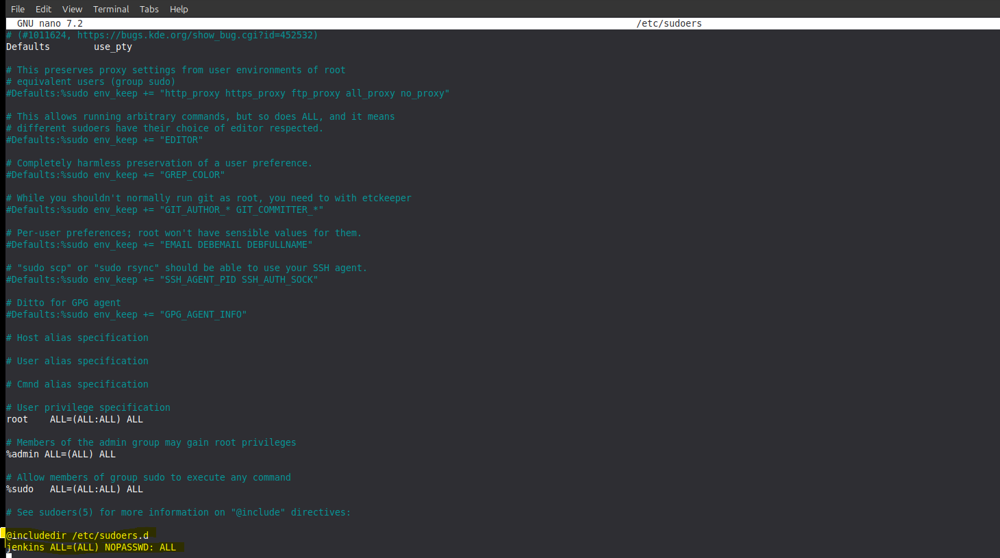 File Edit View Terminal Tabs Help
GNU nano 7.2 /etc/sudoers
# (#1011624, https://bugs.kde.org/show_bug.cgi?id=452532)
Defaults        use_pty
# This preserves proxy settings from user environments of root
# equivalent users (group sudo)
#Defaults:%sudo env_keep += "http_proxy https_proxy ftp_proxy all_proxy no_proxy"
# This allows running arbitrary commands, but so does ALL, and it means
# different sudoers have their choice of editor respected.
#Defaults:%sudo env_keep += "EDITOR"
# Completely harmless preservation of a user preference.
#Defaults:%sudo env_keep += "GREP_COLOR"
# While you shouldn't normally run git as root, you need to with etckeeper
#Defaults:%sudo env_keep += "GIT_AUTHOR_* GIT_COMMITTER_*"
# Per-user preferences; root won't have sensible values for them.
#Defaults:%sudo env_keep += "EMAIL DEBEMAIL DEBFULLNAME"
# "sudo scp" or "sudo rsync" should be able to use your SSH agent.
#Defaults:%sudo env_keep += "SSH_AGENT_PID SSH_AUTH_SOCK"
# Ditto for GPG agent
#Defaults:%sudo env_keep += "GPG_AGENT_INFO"
# Host alias specification
# User alias specification
# Cmnd alias specification
# User privilege specification
root    ALL=(ALL:ALL) ALL
# Members of the admin group may gain root privileges
%admin ALL=(ALL) ALL
# Allow members of group sudo to execute any command
%sudo   ALL=(ALL:ALL) ALL
# See sudoers(5) for more information on "@include" directives:
@includedir /etc/sudoers.d
jenkins ALL=(ALL) NOPASSWD: ALL